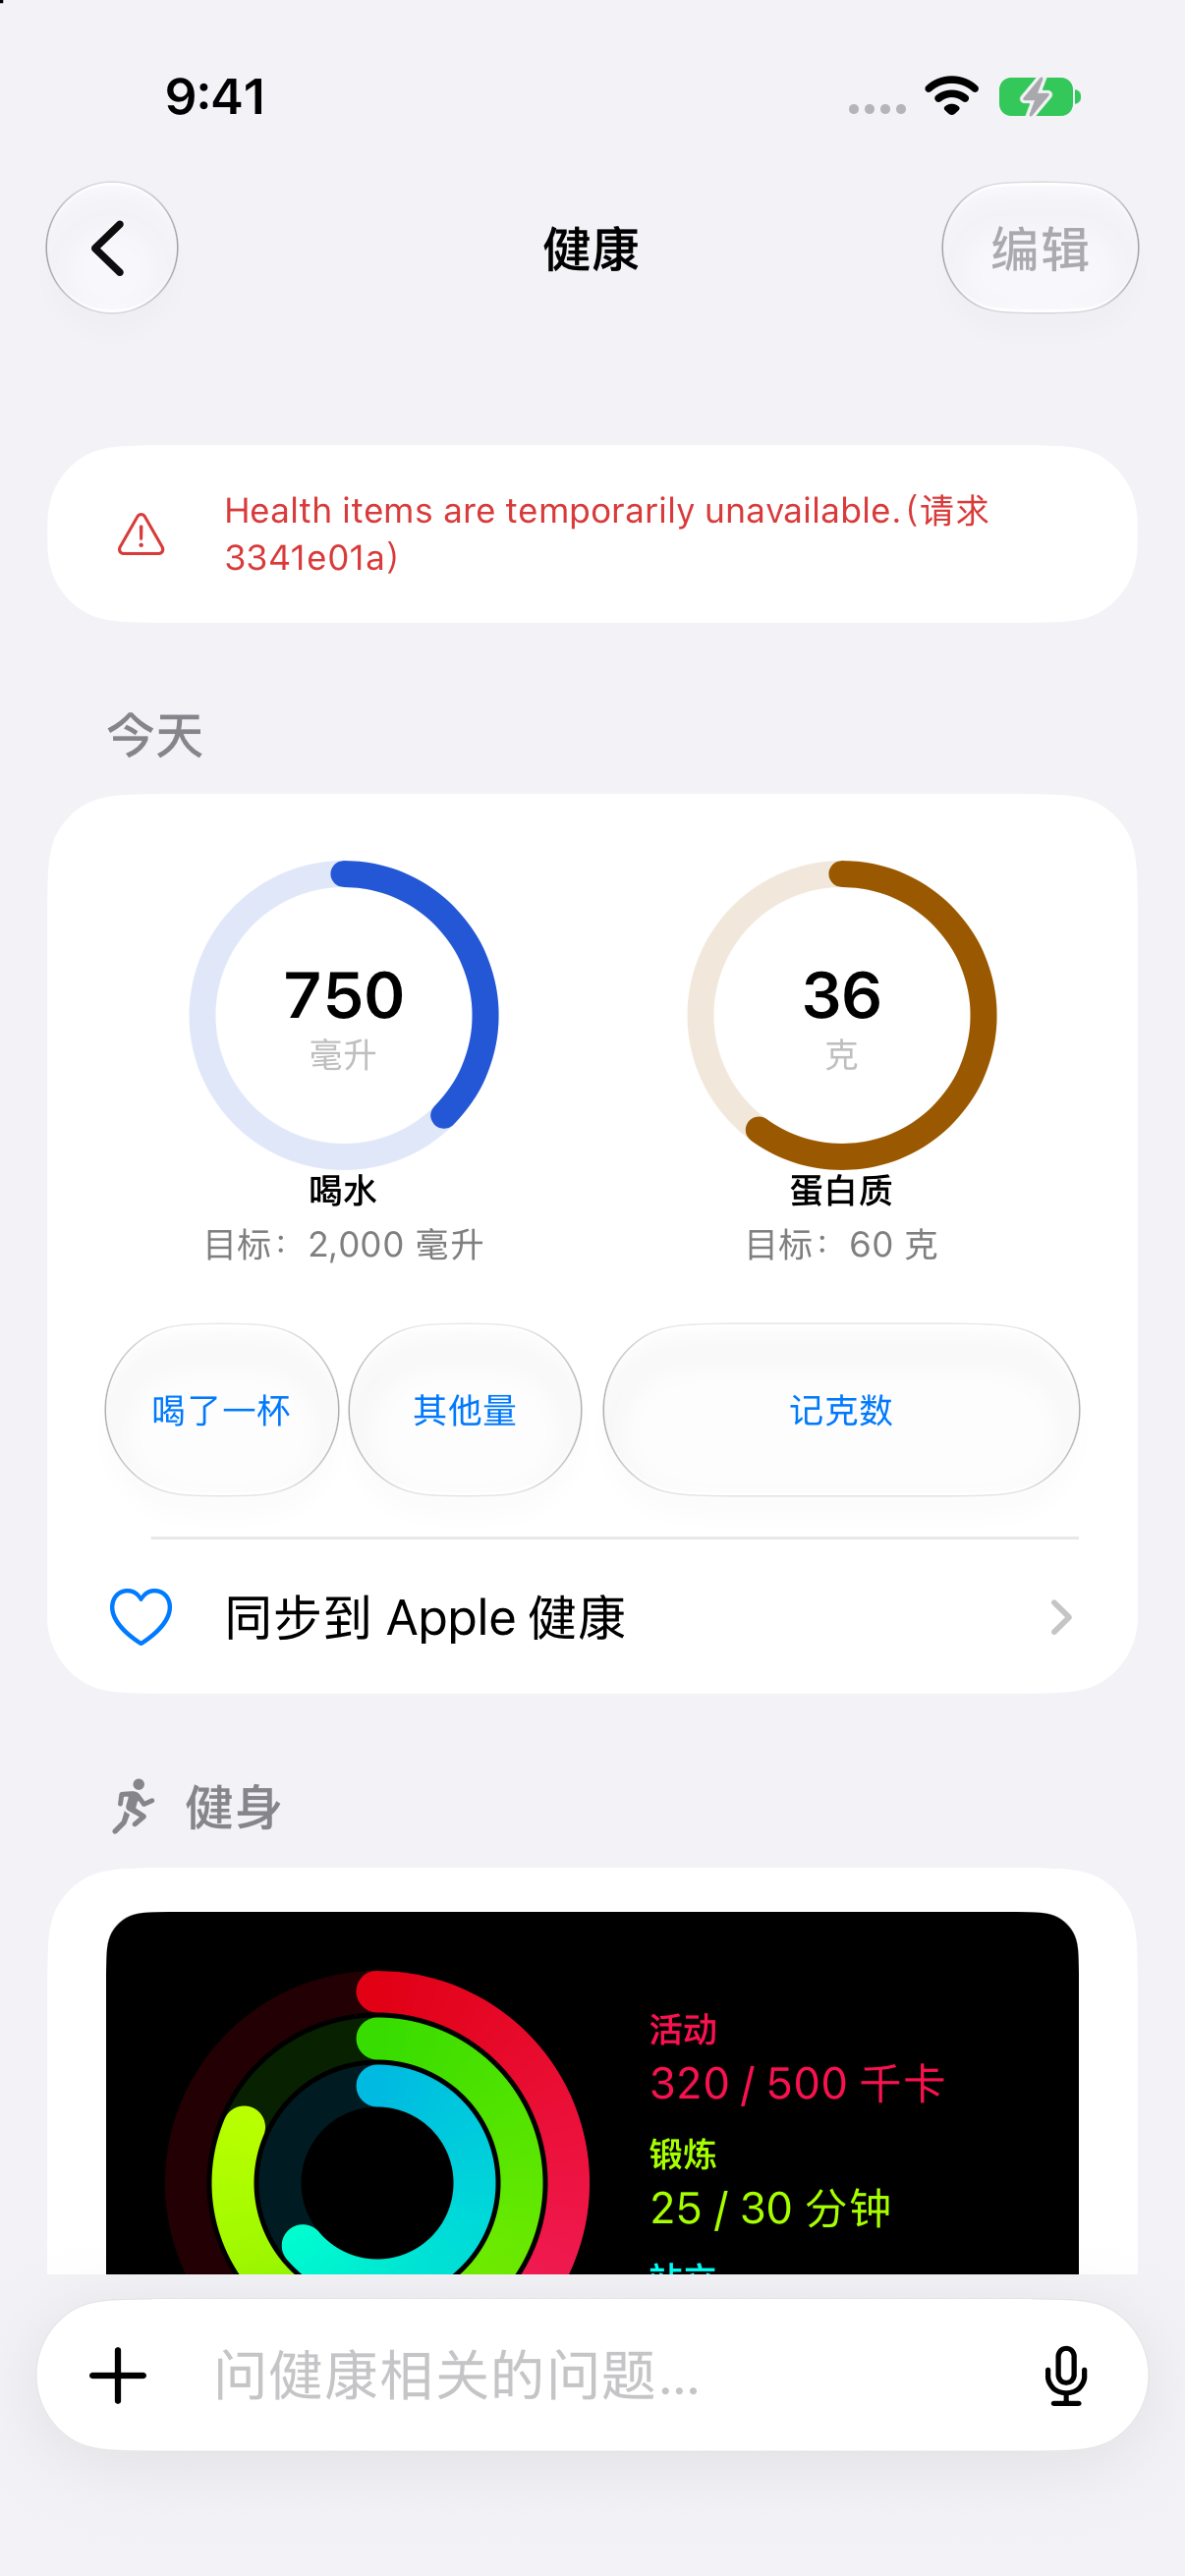 9:41
健康
编辑
Health items are temporarily unavailable.（请求
3341e01a）
今天
750
毫升
喝水
目标：2,000 毫升
36
克
蛋白质
目标：60 克
喝了一杯
其他量
记克数
同步到 Apple 健康
健身
活动
320 / 500 千卡
锻炼
25 / 30 分钟
问健康相关的问题...